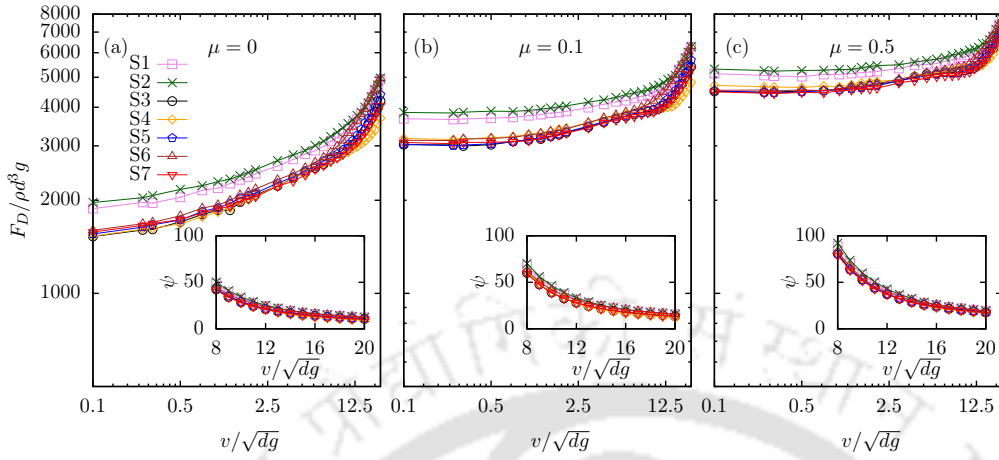 8000
7000
6000
5000
4000
3000
2000
1000
F_D/ρd³g
(a) μ = 0
S1
S2
S3
S4
S5
S6
S7
100
50
0
ψ
8 12 16 20
v/√dg
0.1 0.5 2.5 12.5
v/√dg
(b) μ = 0.1
100
50
0
ψ
8 12 16 20
v/√dg
0.1 0.5 2.5 12.5
v/√dg
(c) μ = 0.5
100
50
0
ψ
8 12 16 20
v/√dg
0.1 0.5 2.5 12.5
v/√dg